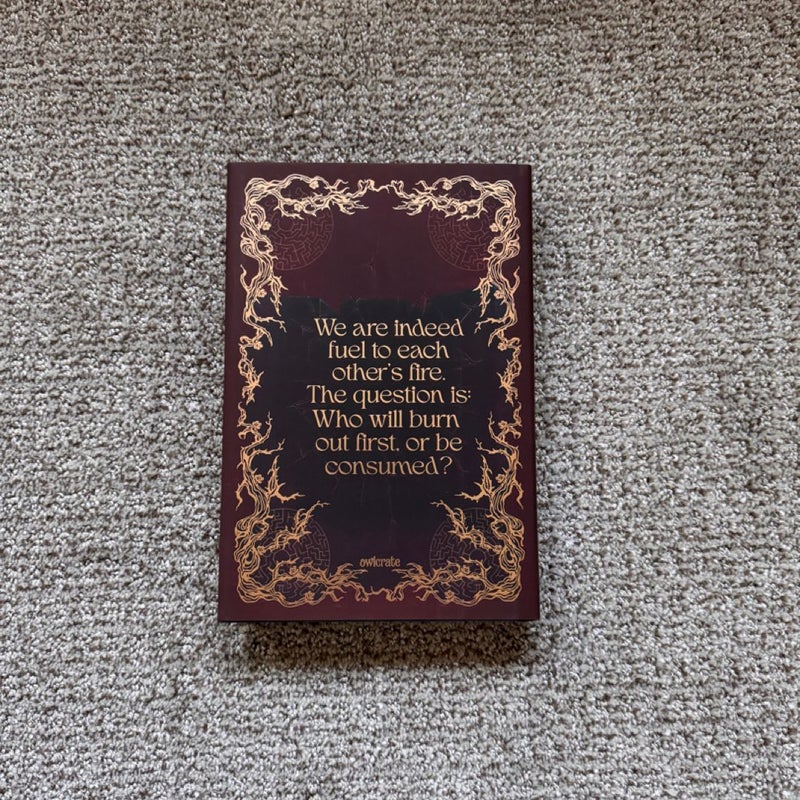 We are indeed
fuel to each
other's fire.
The question is:
Who will burn
out first, or be
consumed?
owlcrate